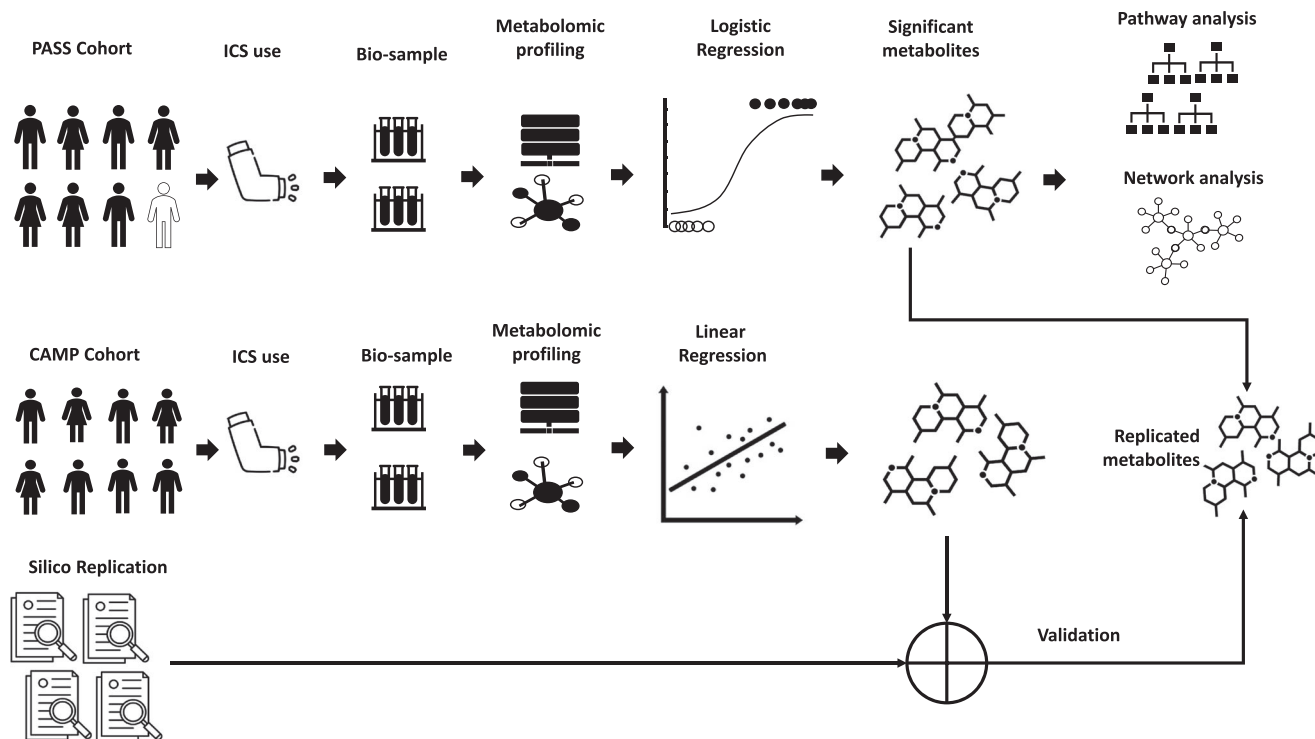 PASS Cohort
ICS use
Bio-sample
Metabolomic
profiling
Logistic
Regression
Significant
metabolites
Pathway analysis
Network analysis
CAMP Cohort
ICS use
Bio-sample
Metabolomic
profiling
Linear
Regression
Replicated
metabolites
Silico Replication
Validation